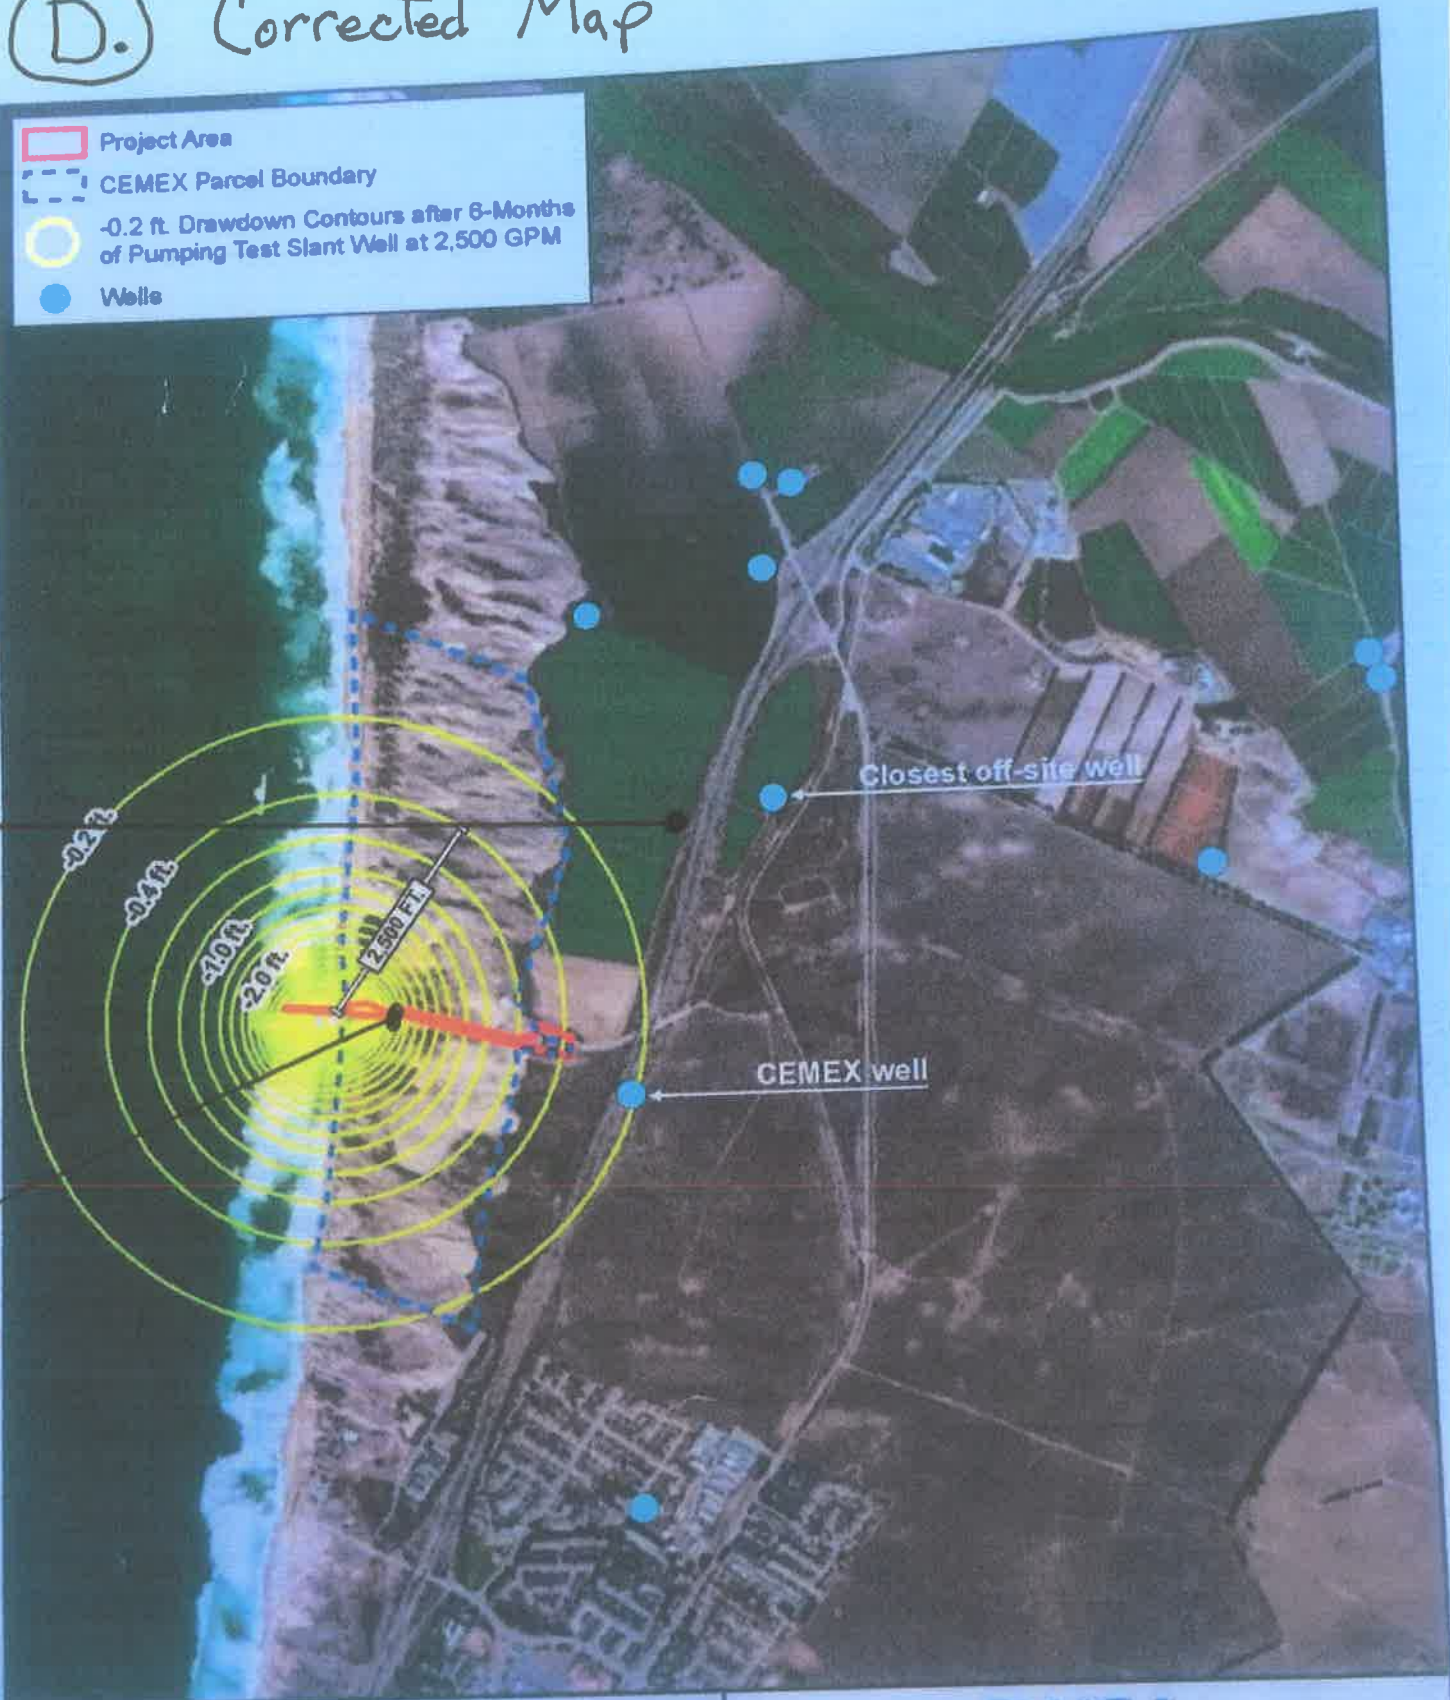 D. Corrected Map
Project Area
CEMEX Parcel Boundary
-0.2 ft. Drawdown Contours after 6-Months
of Pumping Test Slant Well at 2,500 GPM
Wells
Closest off-site well
-0.2 ft.
-0.4 ft.
2,500 FT.
-1.0 ft.
-2.0 ft.
CEMEX well